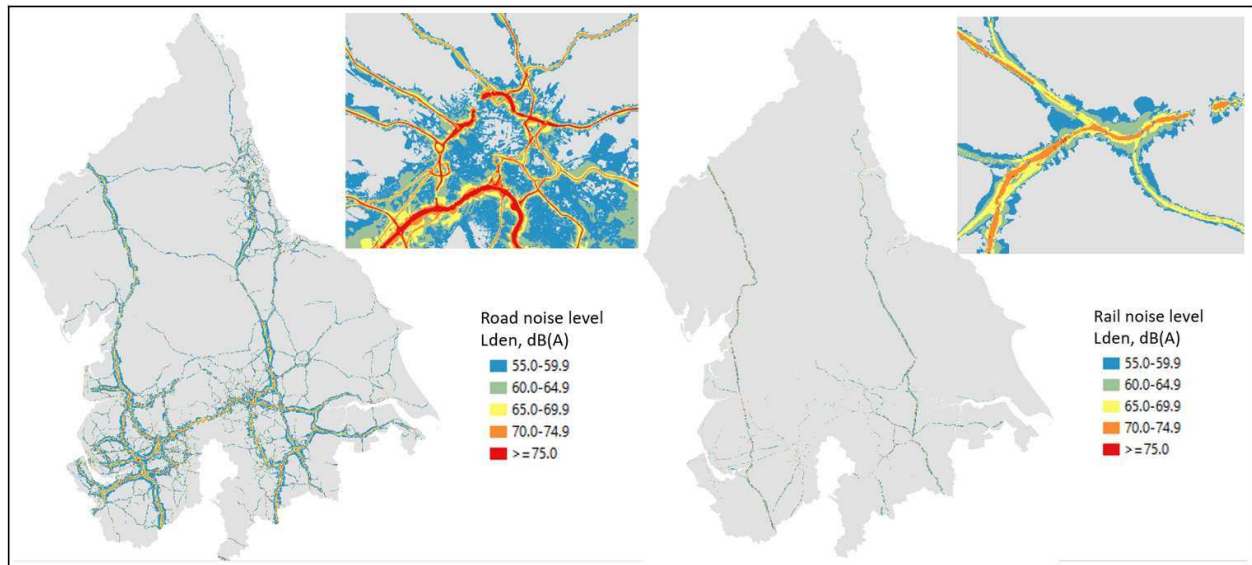 Road noise level
Lden, dB(A)
55.0-59.9
60.0-64.9
65.0-69.9
70.0-74.9
>=75.0
Rail noise level
Lden, dB(A)
55.0-59.9
60.0-64.9
65.0-69.9
70.0-74.9
>=75.0